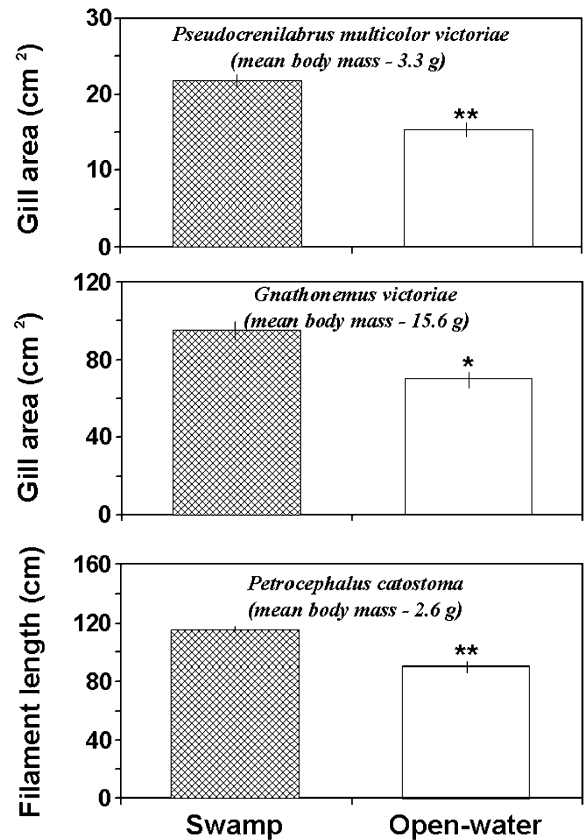 Pseudocrenilabrus multicolor victoriae
(mean body mass - 3.3 g)
Gill area (cm²)
30
20
10
0
**
Gnathonemus victoriae
(mean body mass - 15.6 g)
Gill area (cm²)
120
80
40
0
*
Petrocephalus catostoma
(mean body mass - 2.6 g)
Filament length (cm)
160
120
80
40
0
**
Swamp Open-water